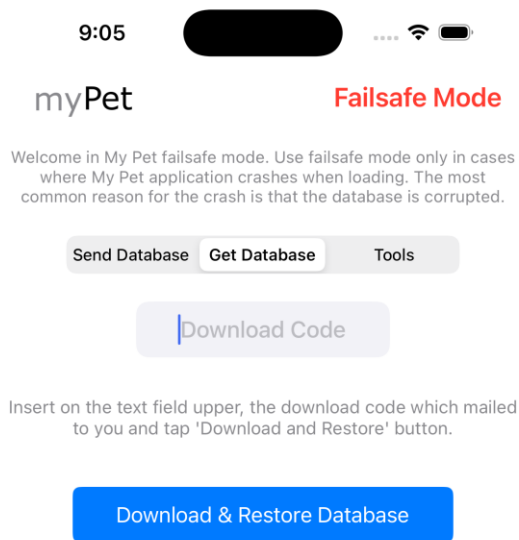 9:05
myPet
Failsafe Mode
Welcome in My Pet failsafe mode. Use failsafe mode only in cases
where My Pet application crashes when loading. The most
common reason for the crash is that the database is corrupted.
Send Database Get Database Tools
Download Code
Insert on the text field upper, the download code which mailed
to you and tap 'Download and Restore' button.
Download & Restore Database